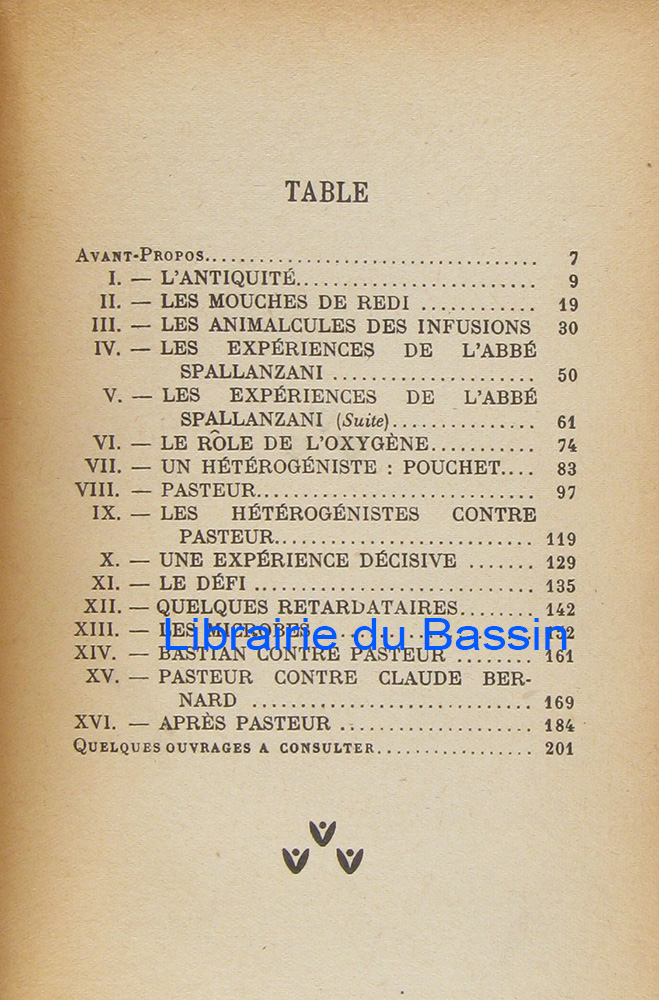 TABLE
AVANT-PROPOS.................................... 7
I. — L'ANTIQUITÉ.......................... 9
II. — LES MOUCHES DE REDI ............ 19
III. — LES ANIMALCULES DES INFUSIONS 30
IV. — LES EXPÉRIENCES DE L'ABBÉ
SPALLANZANI ..................... 50
V. — LES EXPÉRIENCES DE L'ABBÉ
SPALLANZANI (Suite)............... 61
VI. — LE RÔLE DE L'OXYGÈNE........... 74
VII. — UN HÉTÉROGÉNISTE : POUCHET.... 83
VIII. — PASTEUR............................ 97
IX. — LES HÉTÉROGÉNISTES CONTRE
PASTEUR.......................... 119
X. — UNE EXPÉRIENCE DÉCISIVE ....... 129
XI. — LE DÉFI ............................ 135
XII. — QUELQUES RETARDATAIRES........ 142
XIII. — LES MICROBES
Librairie du Bassin
XIV. — BASTIAN CONTRE PASTEUR ........ 161
XV. — PASTEUR CONTRE CLAUDE BER-
NARD ............................ 169
XVI. — APRÈS PASTEUR .................... 184
QUELQUES OUVRAGES A CONSULTER................. 201